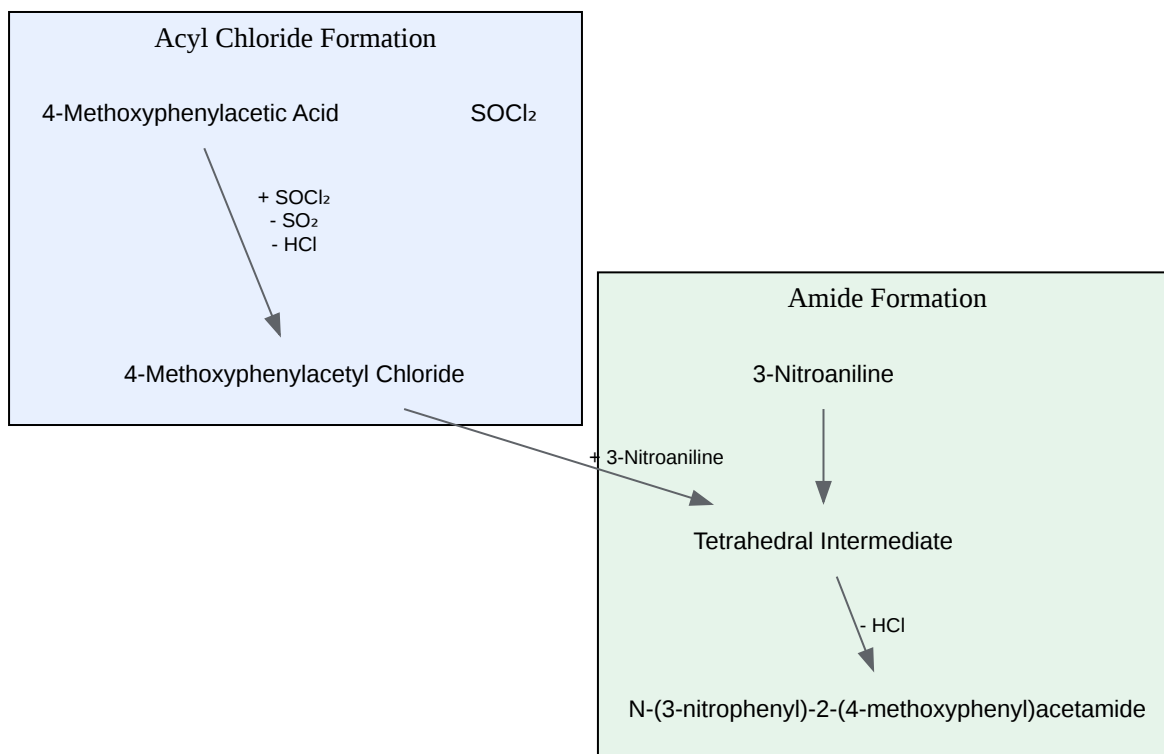 Acyl Chloride Formation
4-Methoxyphenylacetic Acid
SOCl₂
+ SOCl₂
- SO₂
- HCl
4-Methoxyphenylacetyl Chloride
Amide Formation
3-Nitroaniline
+ 3-Nitroaniline
Tetrahedral Intermediate
- HCl
N-(3-nitrophenyl)-2-(4-methoxyphenyl)acetamide